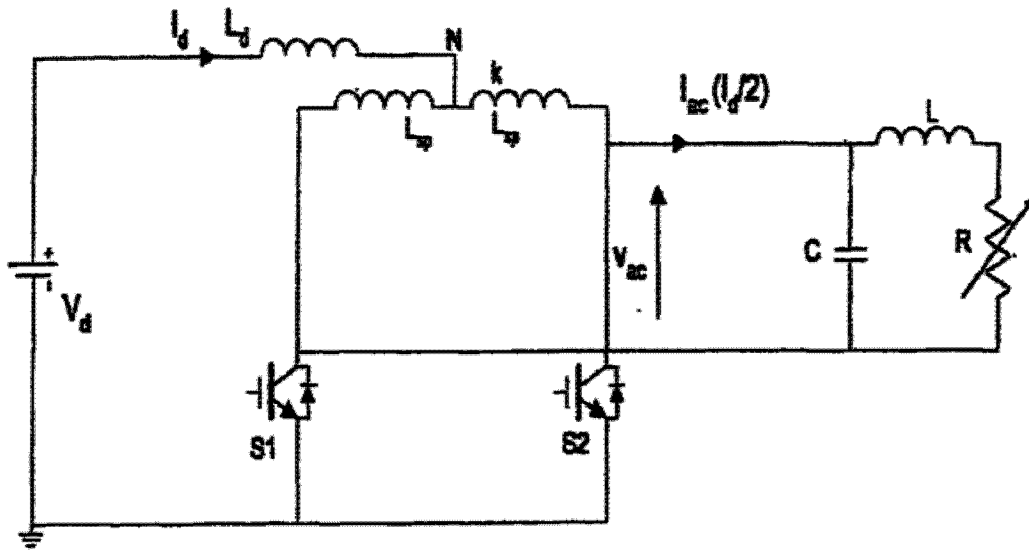 I_d L_d N
k
L_sp L_sp
I_ac (I_d/2)
L
+
-
V_d
V_ac
C
R
S1
S2